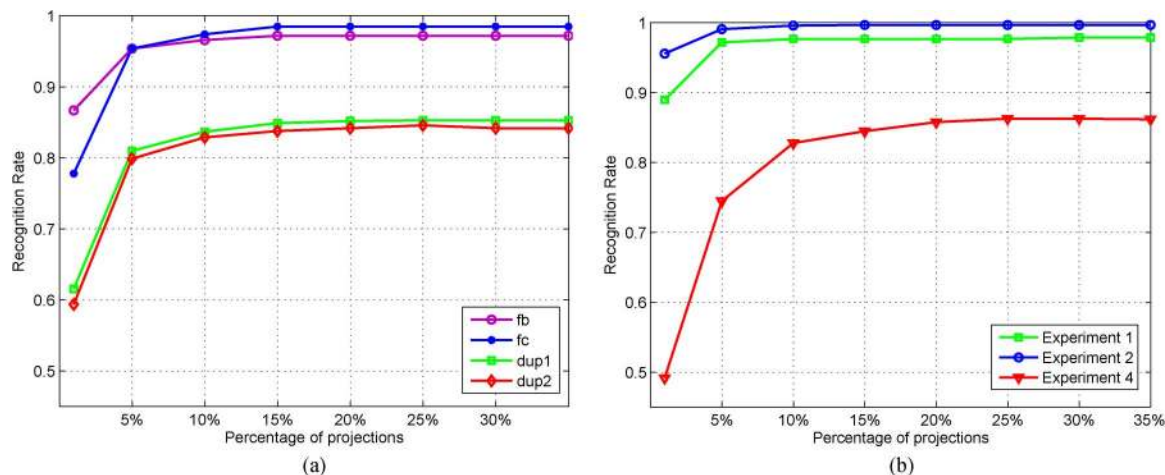 1
0.9
0.8
0.7
0.6
0.5
Recognition Rate
fb
fc
dup1
dup2
5% 10% 15% 20% 25% 30%
Percentage of projections
(a)
1
0.9
0.8
0.7
0.6
0.5
Recognition Rate
Experiment 1
Experiment 2
Experiment 4
5% 10% 15% 20% 25% 30% 35%
Percentage of projections
(b)